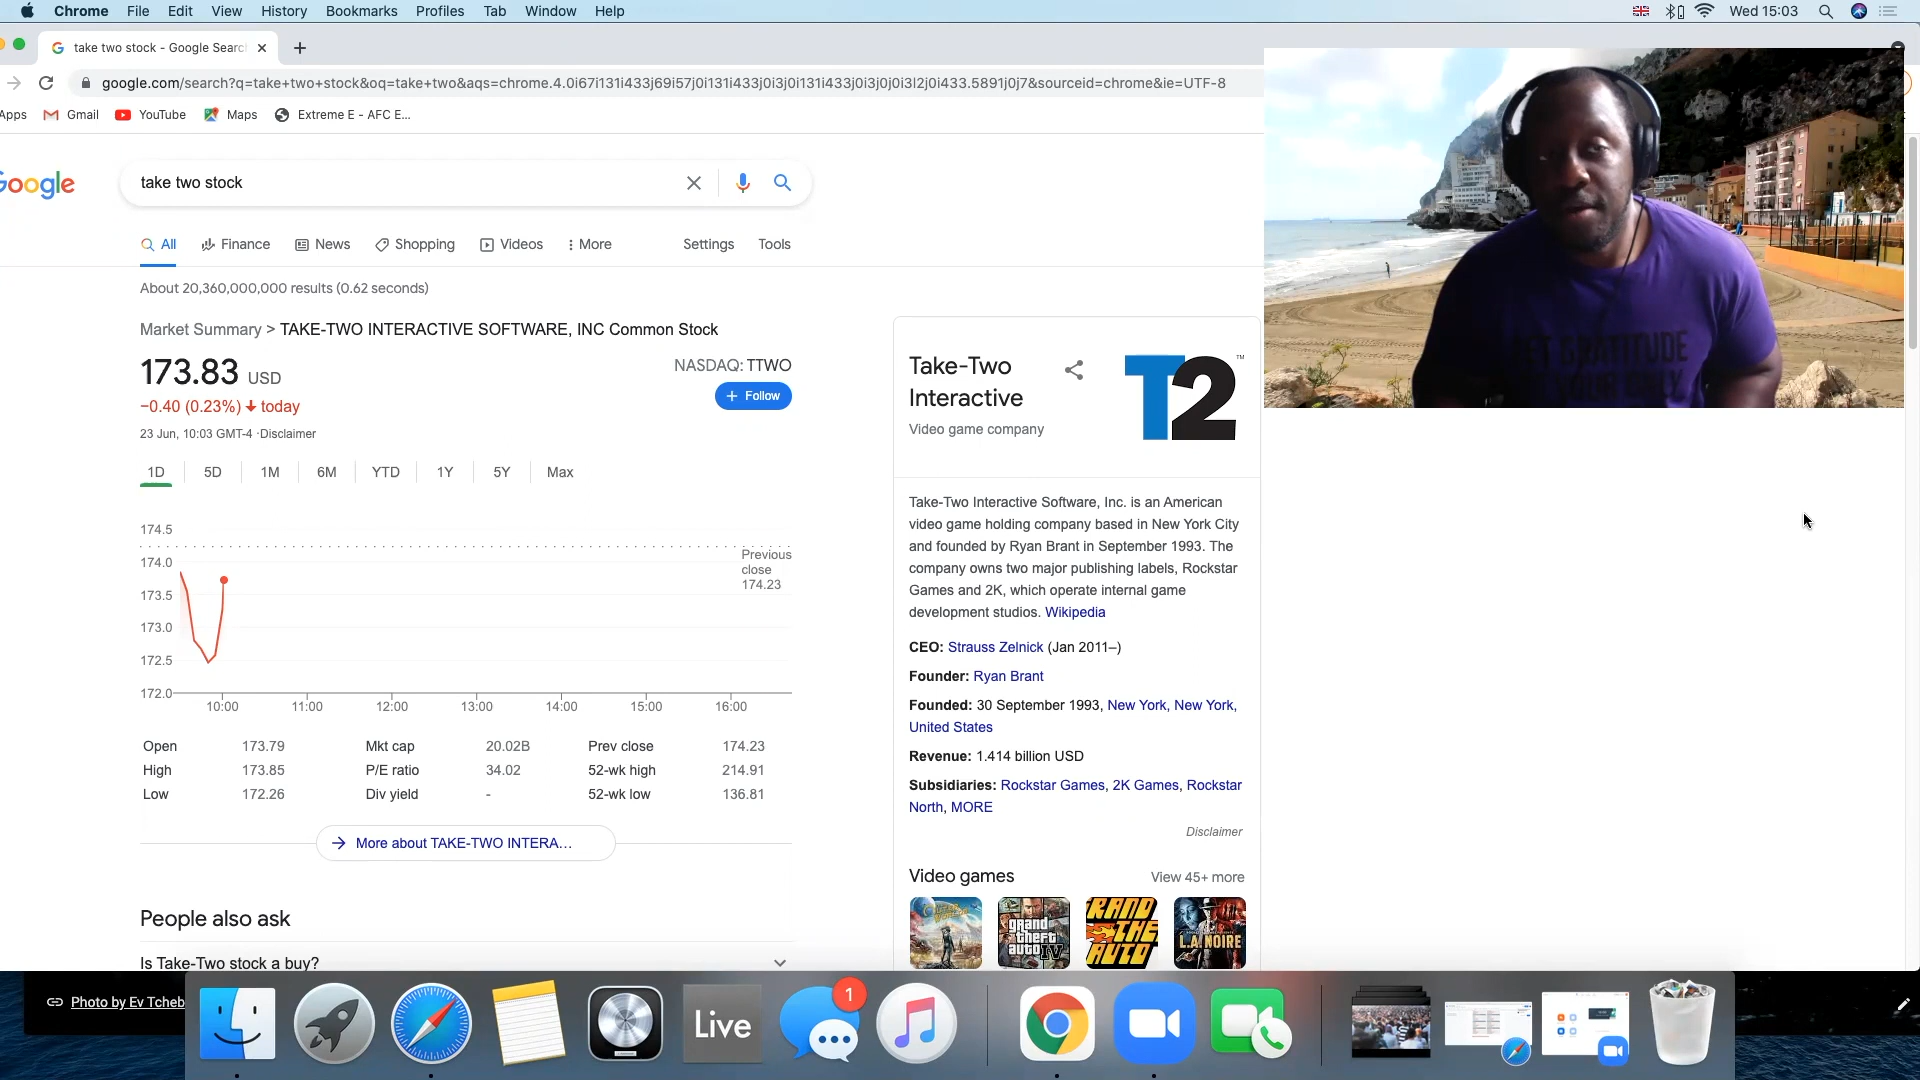 Chrome File Edit View History Bookmarks Profiles Tab Window Help Wed 15:03
take two stock - Google Searc
google.com/search?q=take+two+stock&oq=take+two&aqs=chrome.4.0i67i131i433j69i57j0i131i433j0i3j0i131i433j0i3j0j0i3l2j0i433.5891j0j7&sourceid=chrome&ie=UTF-8
Apps Gmail YouTube Maps Extreme E - AFC E...
Google
take two stock
All Finance News Shopping Videos More Settings Tools
About 20,360,000,000 results (0.62 seconds)
Market Summary > TAKE-TWO INTERACTIVE SOFTWARE, INC Common Stock
173.83 USD
NASDAQ: TTWO
−0.40 (0.23%) today
+ Follow
23 Jun, 10:03 GMT-4 ·Disclaimer
1D 5D 1M 6M YTD 1Y 5Y Max
174.5
174.0
173.5
173.0
172.5
172.0
Previous
close
174.23
10:00 11:00 12:00 13:00 14:00 15:00 16:00
Open 173.79 Mkt cap 20.02B Prev close 174.23
High 173.85 P/E ratio 34.02 52-wk high 214.91
Low 172.26 Div yield - 52-wk low 136.81
More about TAKE-TWO INTERA...
People also ask
Is Take-Two stock a buy?
Take-Two
Interactive
Video game company
T2™
Take-Two Interactive Software, Inc. is an American
video game holding company based in New York City
and founded by Ryan Brant in September 1993. The
company owns two major publishing labels, Rockstar
Games and 2K, which operate internal game
development studios. Wikipedia
CEO: Strauss Zelnick (Jan 2011–)
Founder: Ryan Brant
Founded: 30 September 1993, New York, New York,
United States
Revenue: 1.414 billion USD
Subsidiaries: Rockstar Games, 2K Games, Rockstar
North, MORE
Disclaimer
Video games View 45+ more
grand
theft
auto
IV
L.A. NOIRE
Photo by Ev Tcheb
Live
1